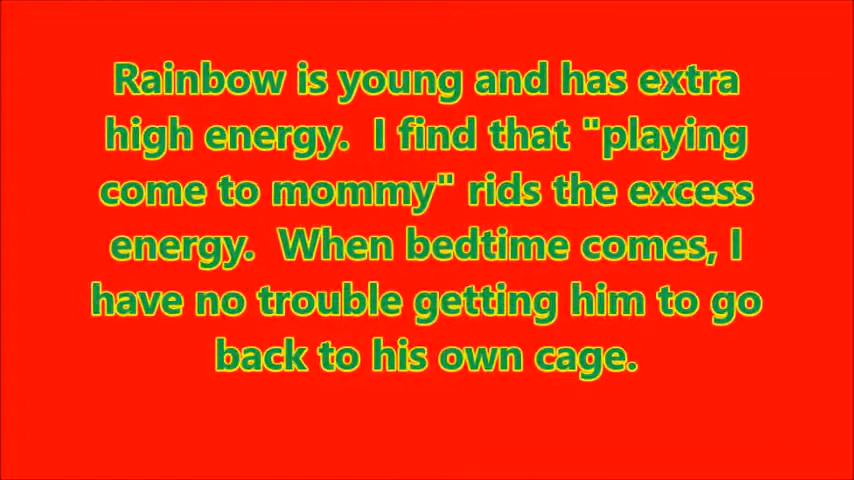 Rainbow is young and has extra
high energy.  I find that "playing
come to mommy" rids the excess
energy.  When bedtime comes, I
have no trouble getting him to go
back to his own cage.